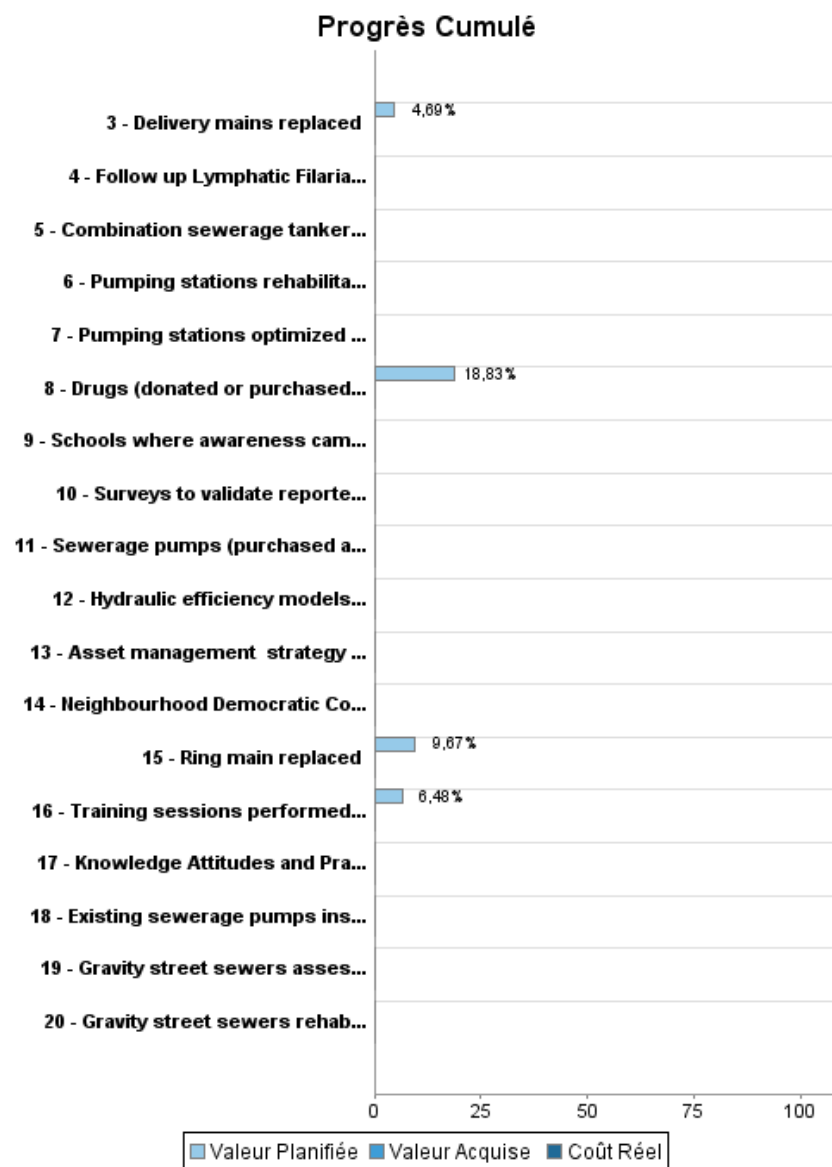 Progrès Cumulé
4,69%
3 - Delivery mains replaced
4 - Follow up Lymphatic Filaria...
5 - Combination sewerage tanker...
6 - Pumping stations rehabilita...
7 - Pumping stations optimized ...
18,83%
8 - Drugs (donated or purchased...
9 - Schools where awareness cam...
10 - Surveys to validate reporte...
11 - Sewerage pumps (purchased a...
12 - Hydraulic efficiency models...
13 - Asset management  strategy ...
14 - Neighbourhood Democratic Co...
9,67%
15 - Ring main replaced
6,48%
16 - Training sessions performed...
17 - Knowledge Attitudes and Pra...
18 - Existing sewerage pumps ins...
19 - Gravity street sewers asses...
20 - Gravity street sewers rehab...
0 25 50 75 100
Valeur Planifiée Valeur Acquise Coût Réel